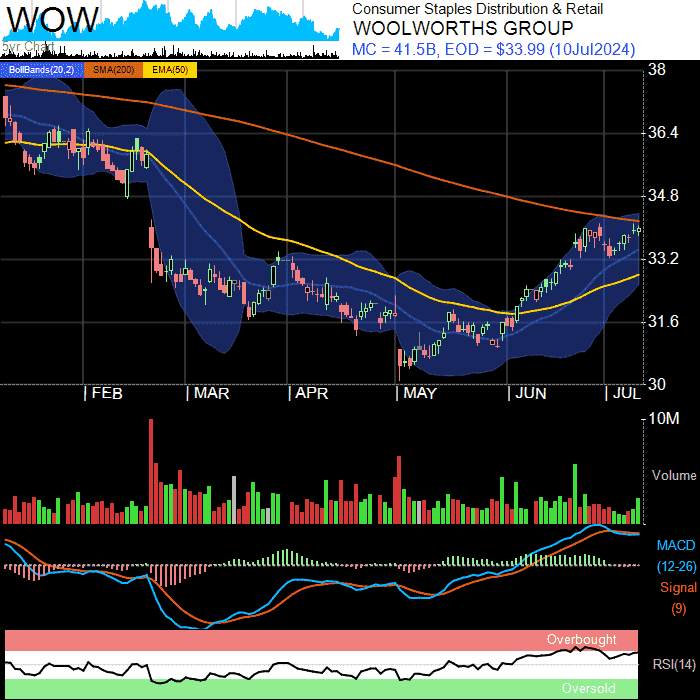 WOW
5yr Chart
Consumer Staples Distribution & Retail
WOOLWORTHS GROUP
MC = 41.5B, EOD = $33.99 (10Jul2024)
BollBands(20,2) SMA(200) EMA(50)
38
36.4
34.8
33.2
31.6
30
FEB MAR APR MAY JUN JUL
10M
Volume
MACD
(12-26)
Signal
(9)
Overbought
RSI(14)
Oversold